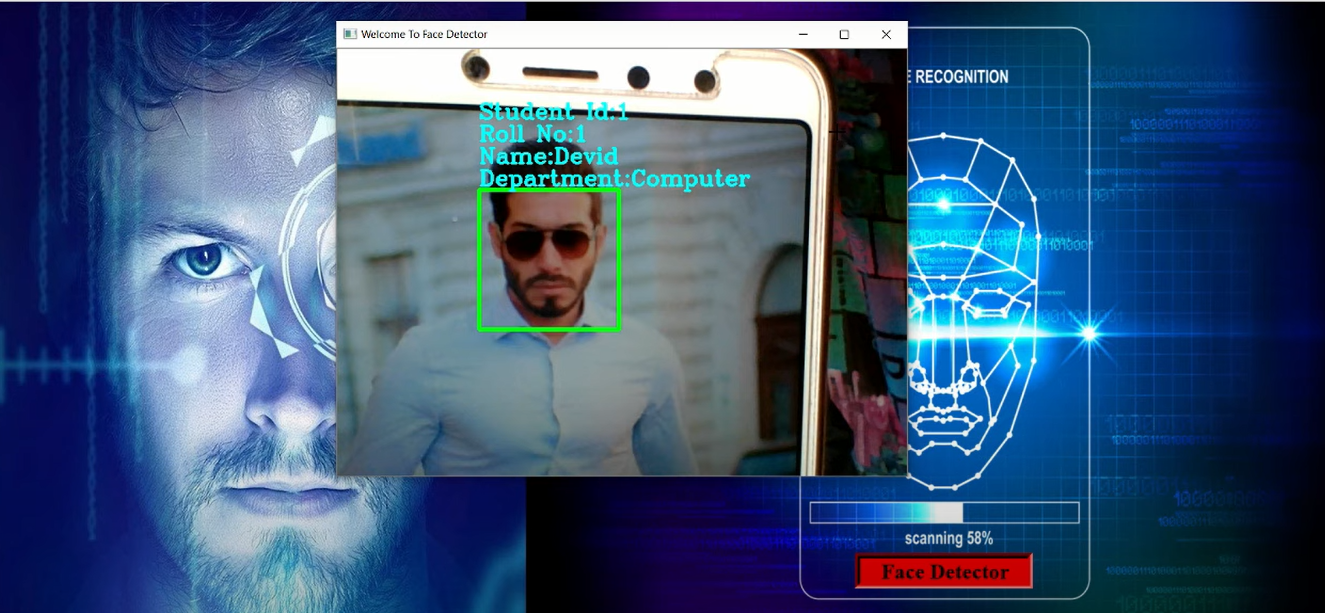 Welcome To Face Detector
E RECOGNITION
Student Id:1
Roll No:1
Name:Devid
Department:Computer
scanning 58%
Face Detector